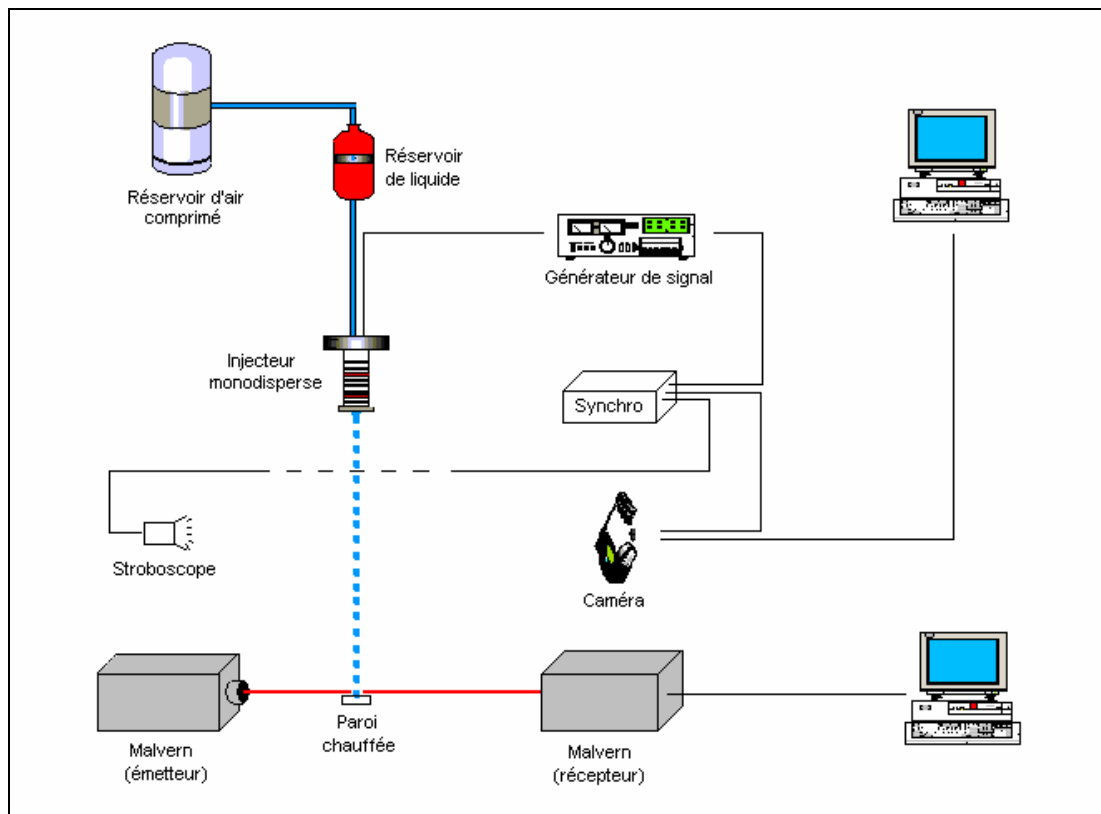 Réservoir d'air
comprimé
Réservoir
de liquide
Générateur de signal
Injecteur
monodisperse
Synchro
Stroboscope
Caméra
Paroi
chauffée
Malvern
(émetteur)
Malvern
(récepteur)